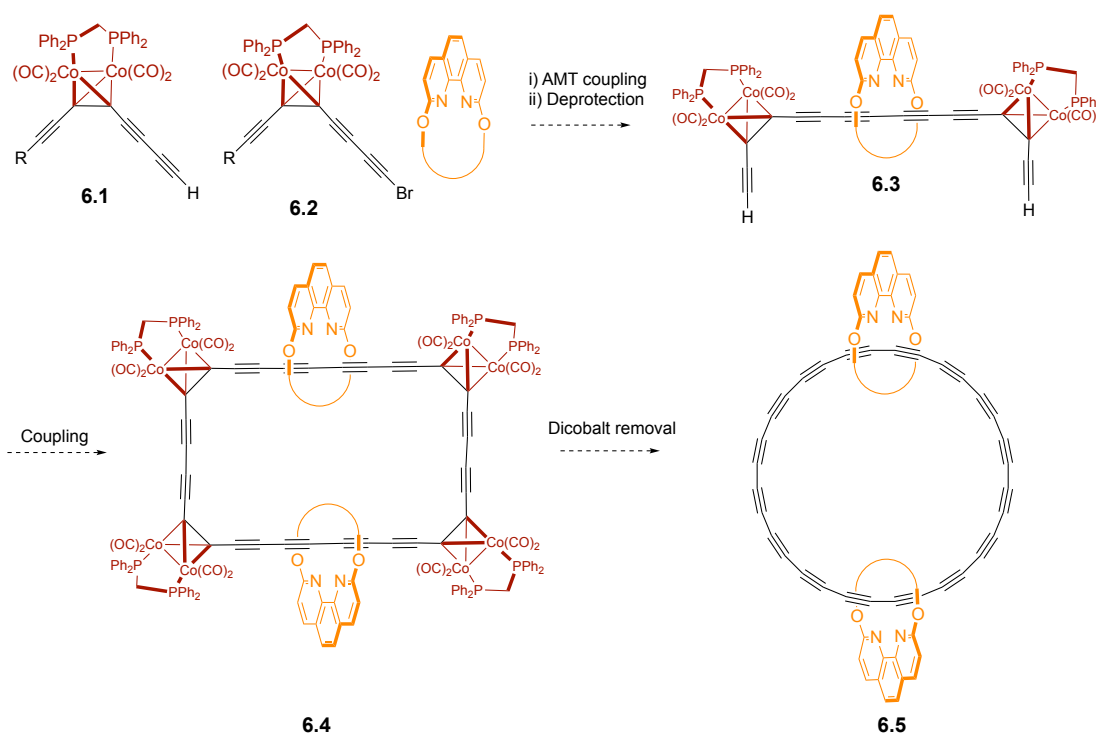 Ph₂P PPh₂
(OC)₂Co Co(CO)₂
R
H
6.1
Ph₂P PPh₂
(OC)₂Co Co(CO)₂
R
Br
6.2
N N
O O
i) AMT coupling
ii) Deprotection
PPh₂
Ph₂P Co(CO)₂
(OC)₂Co
H
N N
O O
6.3
Ph₂P
(OC)₂Co
Co(CO)
PPh₂
H
Coupling
PPh₂
Ph₂P Co(CO)₂
(OC)₂Co
N N
O O
Ph₂P
(OC)₂Co PPh₂
Co(CO)₂
(OC)₂Co
Ph₂P Co(CO)₂
PPh₂
O O
N N
Co(CO)₂
(OC)₂Co PPh₂
Ph₂P
6.4
Dicobalt removal
N N
O O
O O
N N
6.5